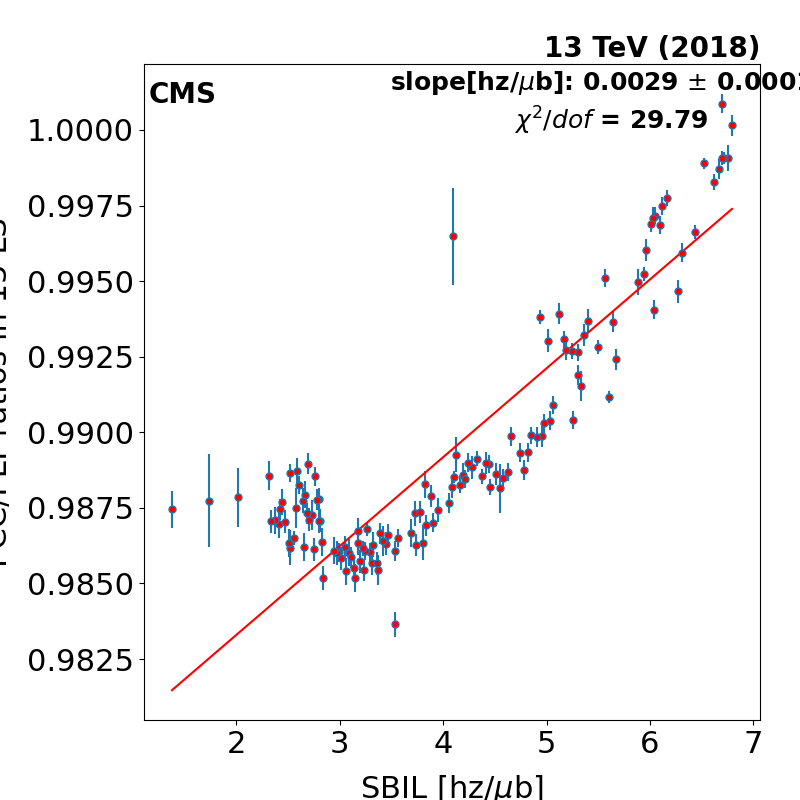 13 TeV (2018)
CMS
slope[hz/μb]: 0.0029 ± 0.0001
χ²/dof = 29.79
1.0000
0.9975
0.9950
0.9925
0.9900
0.9875
0.9850
0.9825
2 3 4 5 6 7
SBIL [hz/μb]